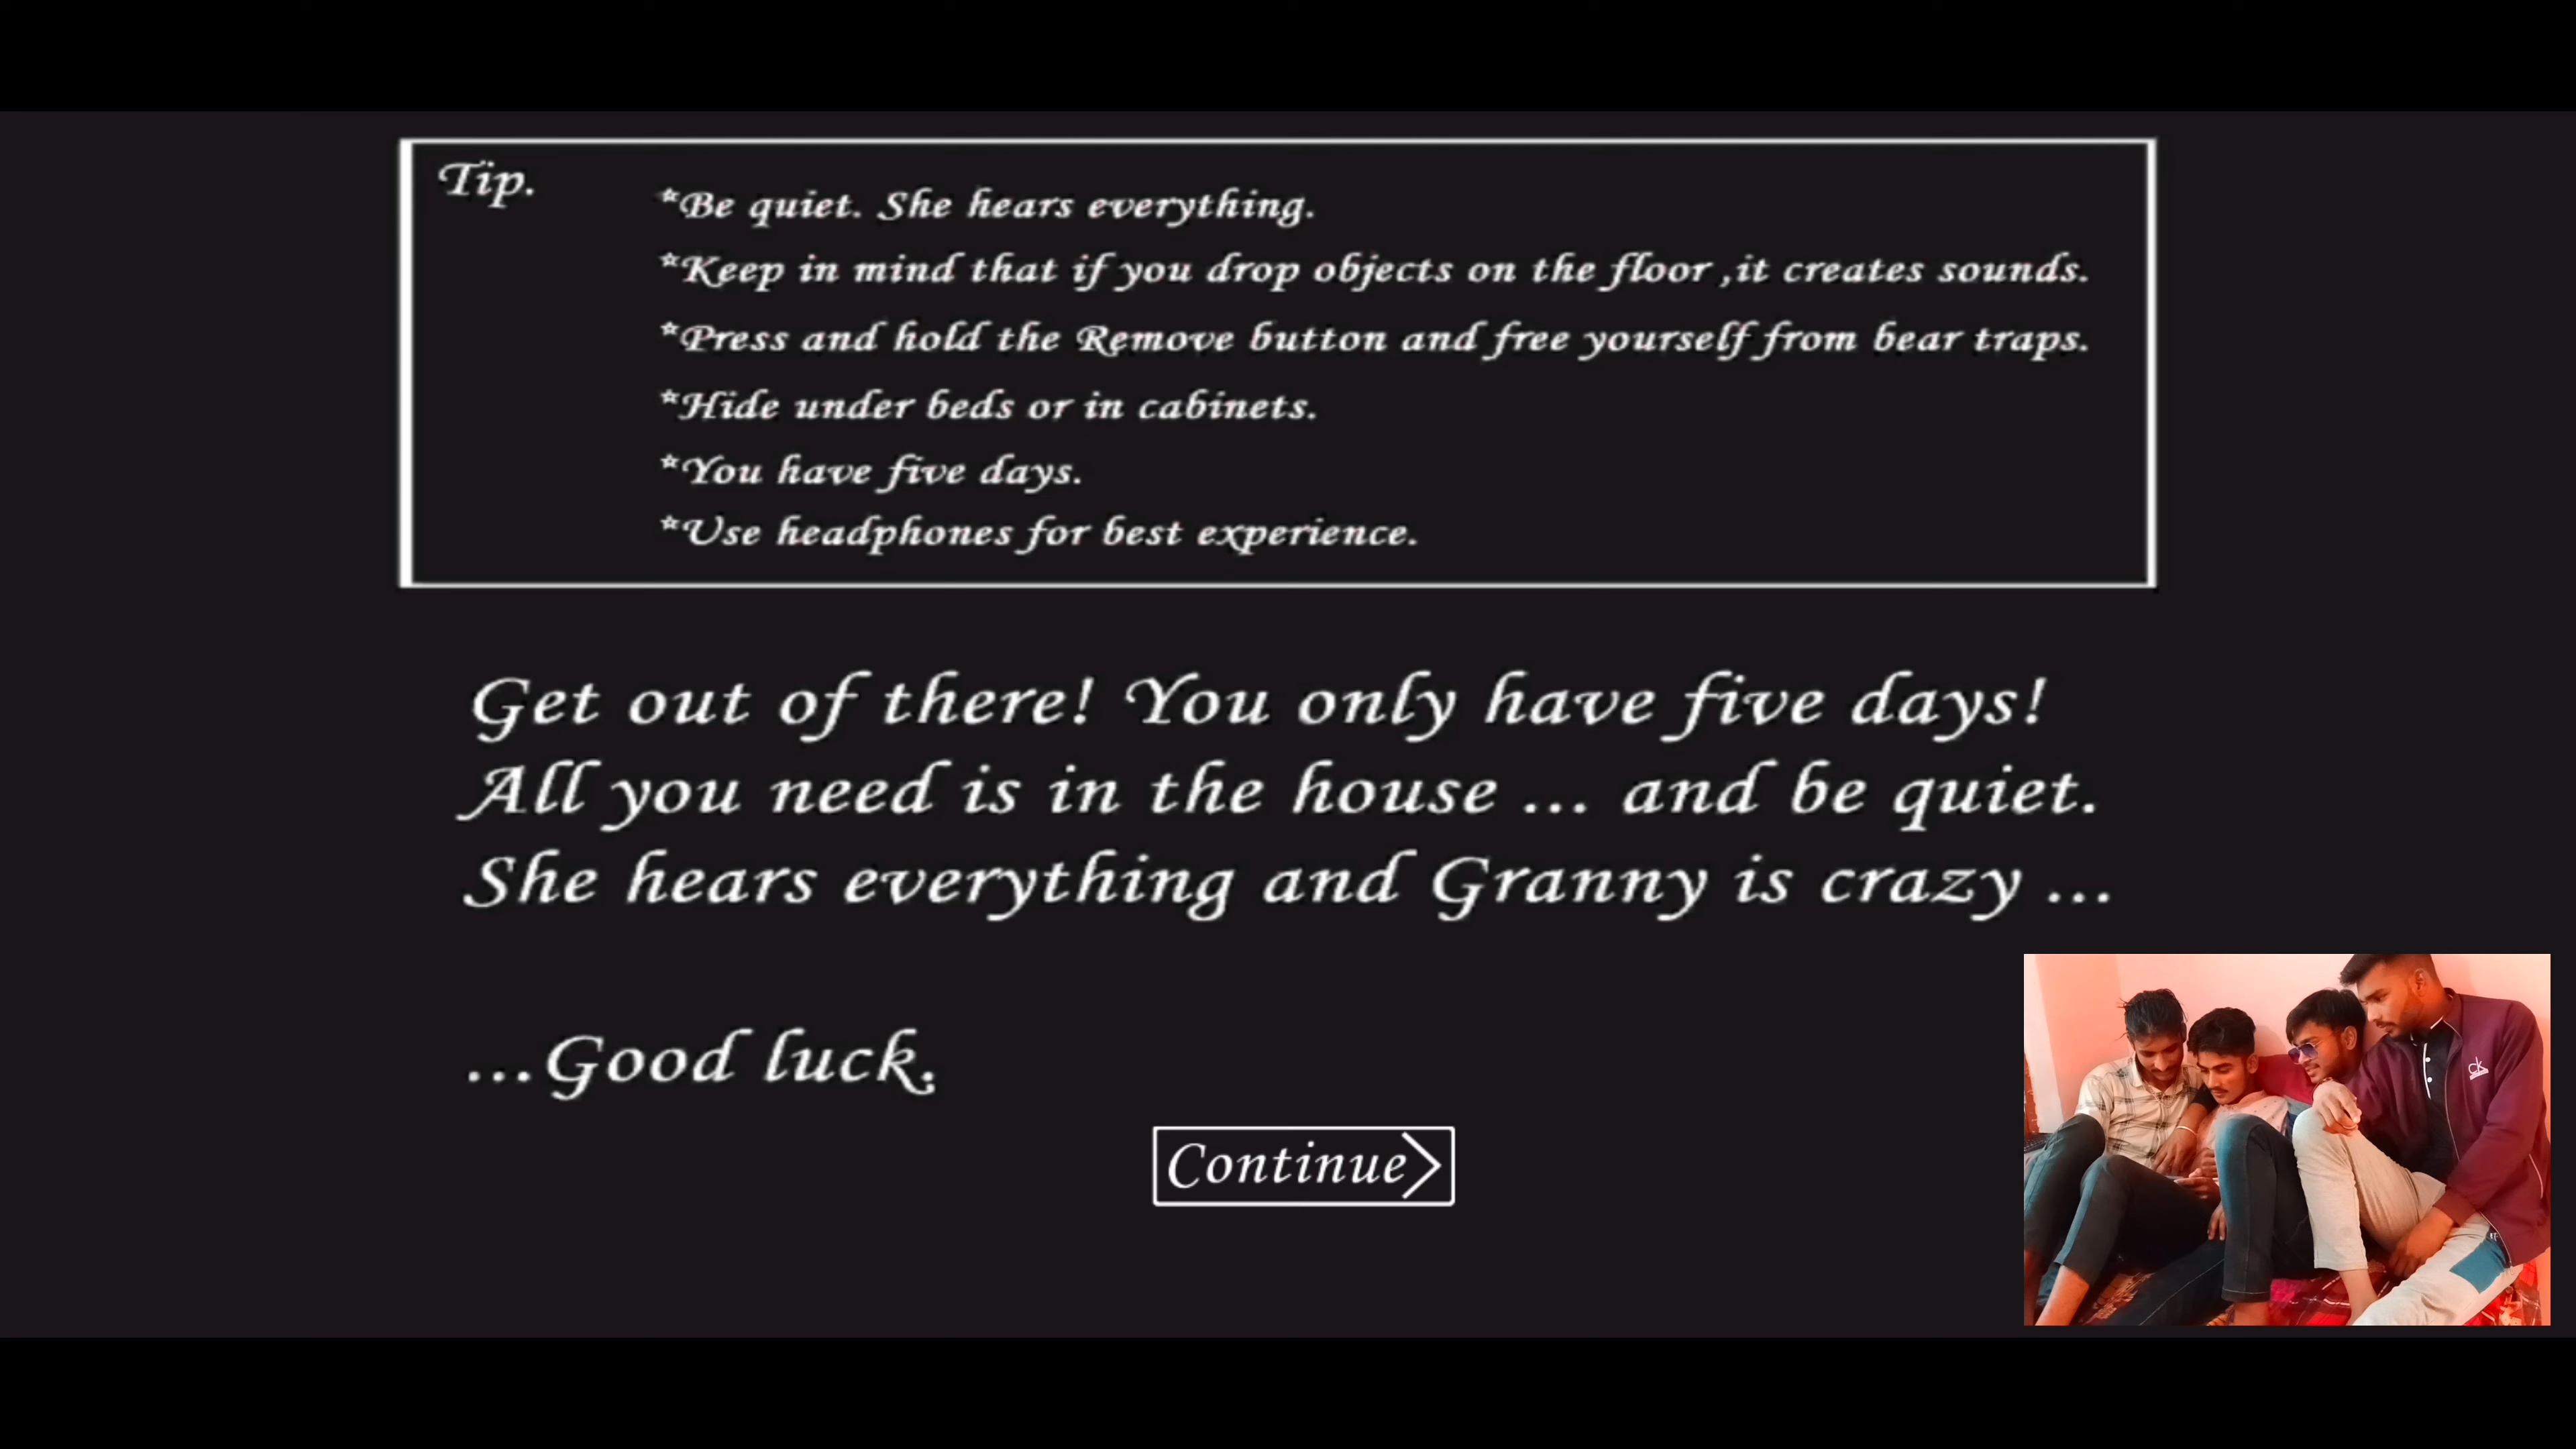 Tip.
*Be quiet. She hears everything.
*Keep in mind that if you drop objects on the floor ,it creates sounds.
*Press and hold the Remove button and free yourself from bear traps.
*Hide under beds or in cabinets.
*You have five days.
*Use headphones for best experience.
Get out of there! You only have five days!
All you need is in the house ... and be quiet.
She hears everything and Granny is crazy ...
...Good luck.
Continue>
ck